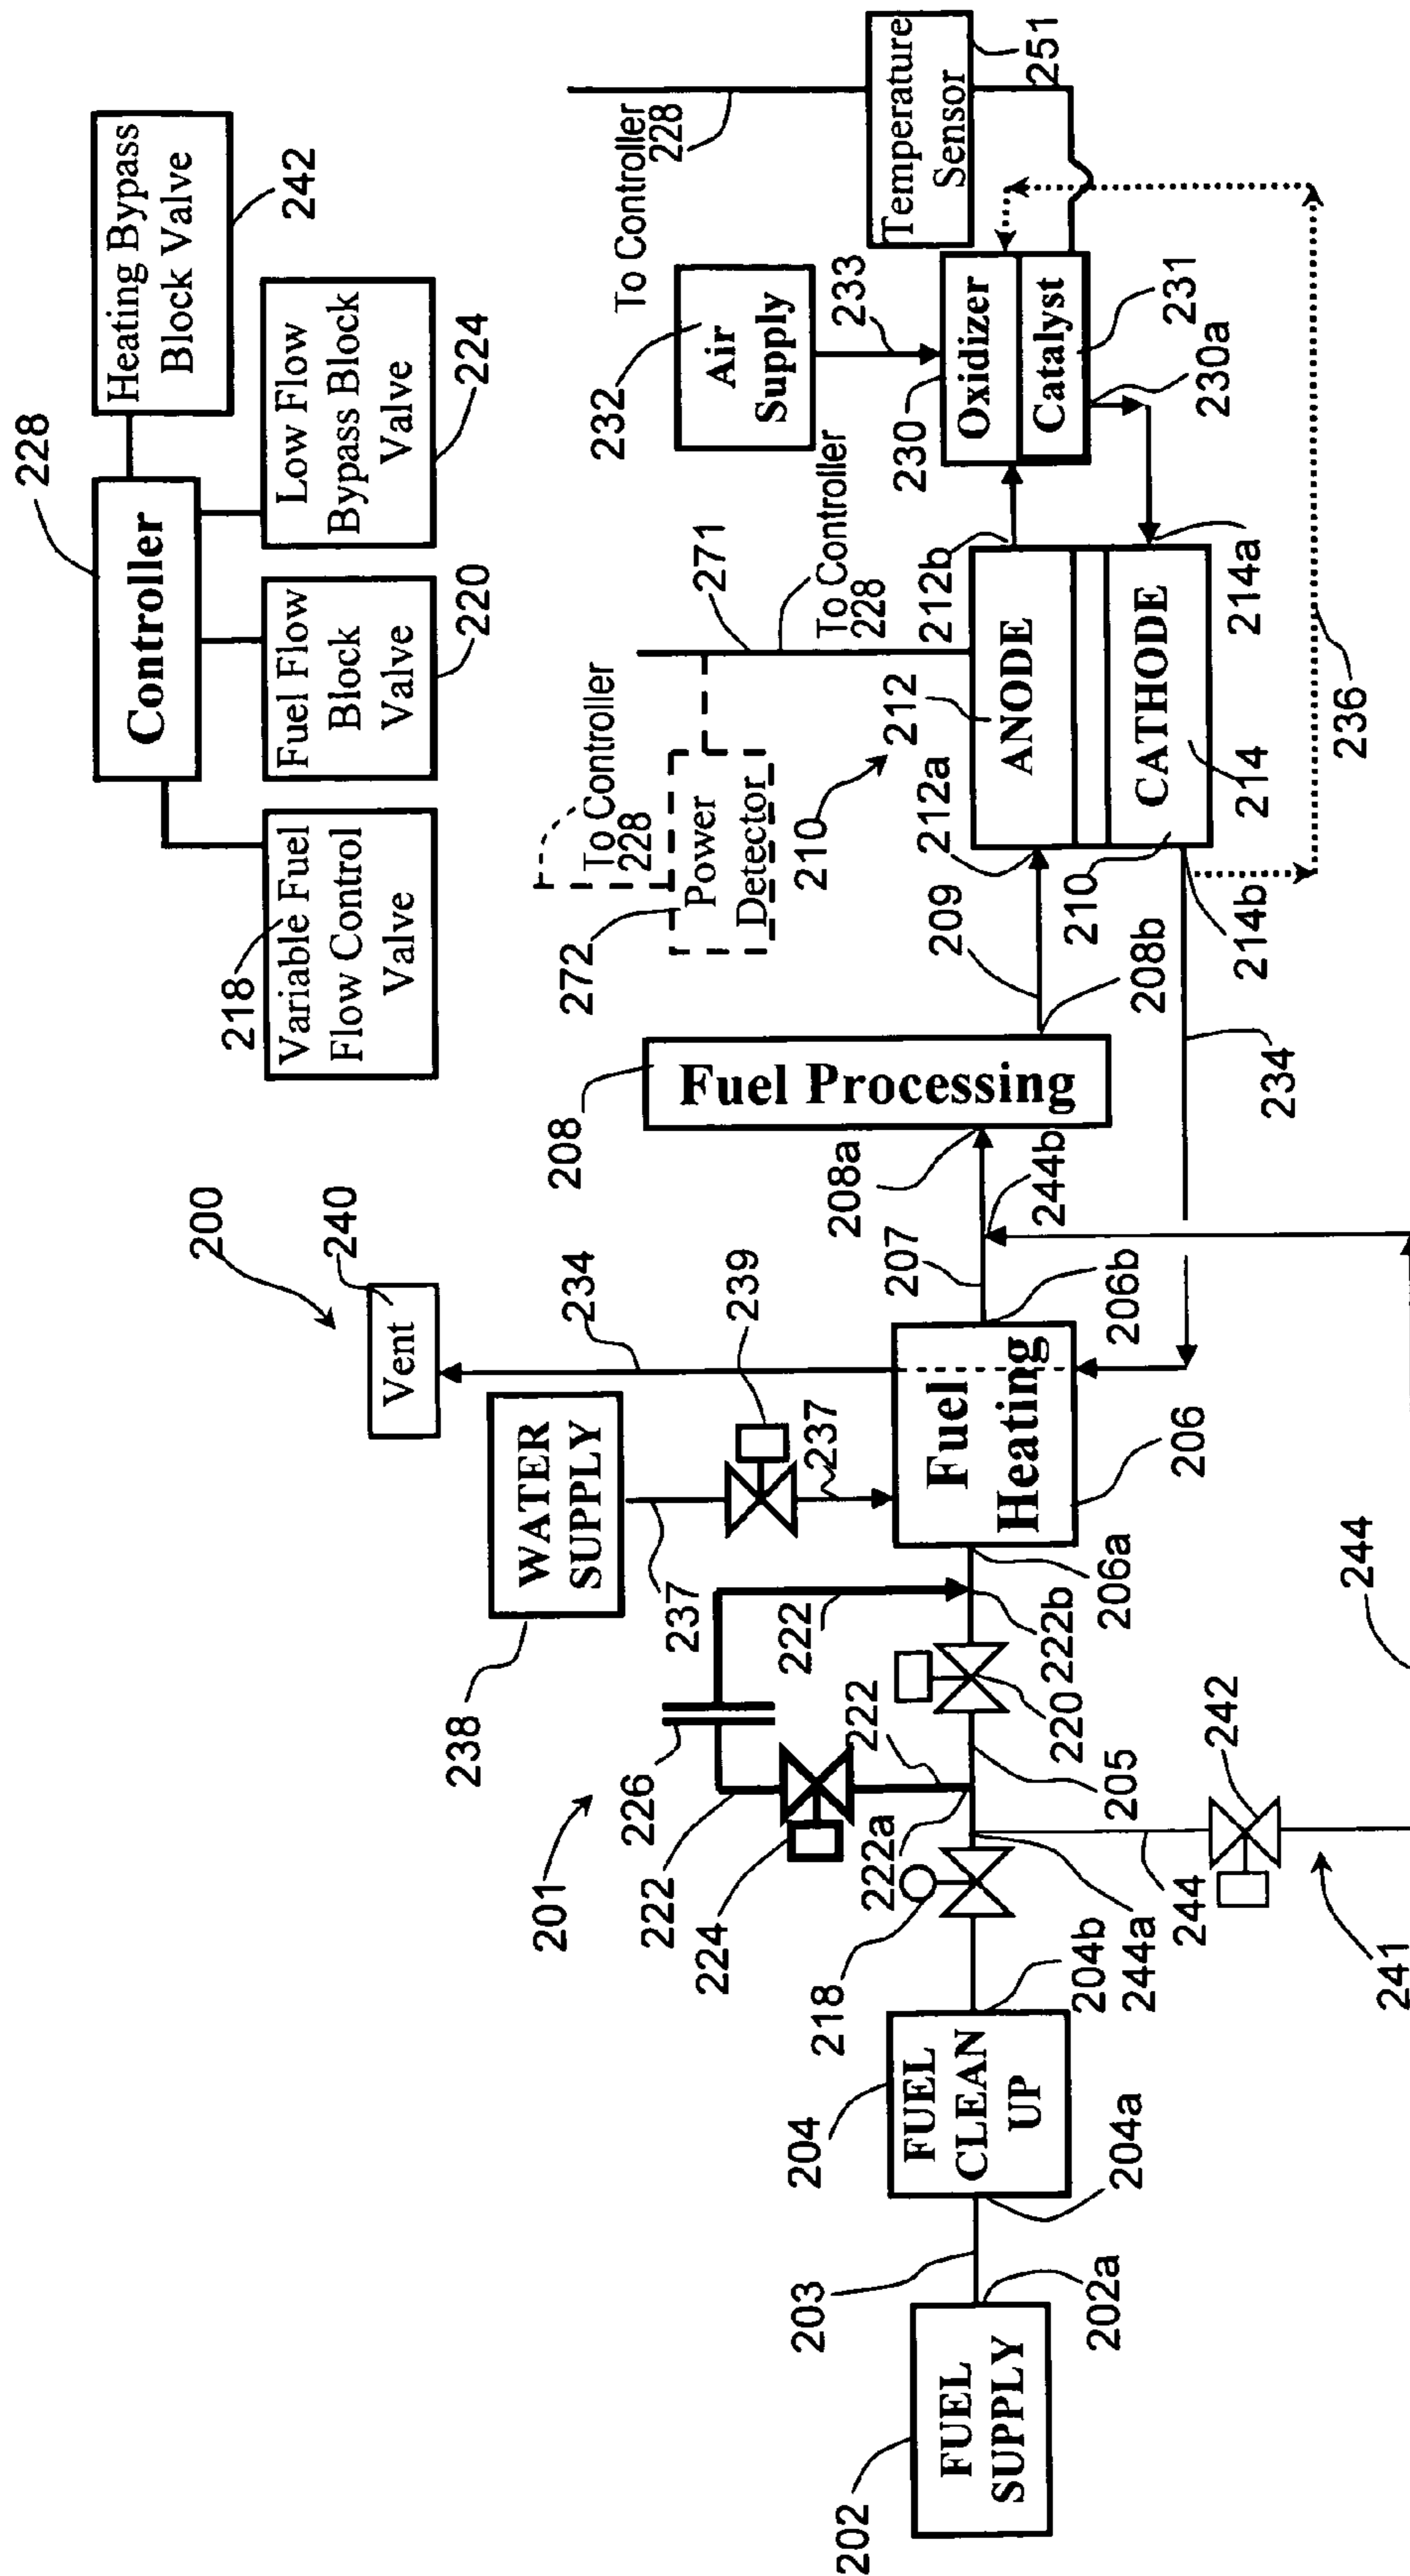 228
Controller
Heating Bypass
Block Valve
242
218
Variable Fuel
Flow Control
Valve
Fuel Flow
Block
Valve
220
Low Flow
Bypass Block
Valve
224
200
240
Vent
234
WATER
SUPPLY
238
237
239
237
201
226
222
224
222
222
222a
218
222b
220
205
206a
Fuel
Heating
206
206b
207
208
Fuel Processing
208a
244b
208b
209
272
Power
Detector
To Controller
228
271
To Controller
228
210
212
212a
212b
ANODE
CATHODE
210
214
214a
214b
234
236
232
Air
Supply
233
230
Oxidizer
Catalyst
231
230a
To Controller
228
Temperature
Sensor
251
202
FUEL
SUPPLY
202a
203
204
FUEL
CLEAN
UP
204a
204b
244a
244
242
241
244